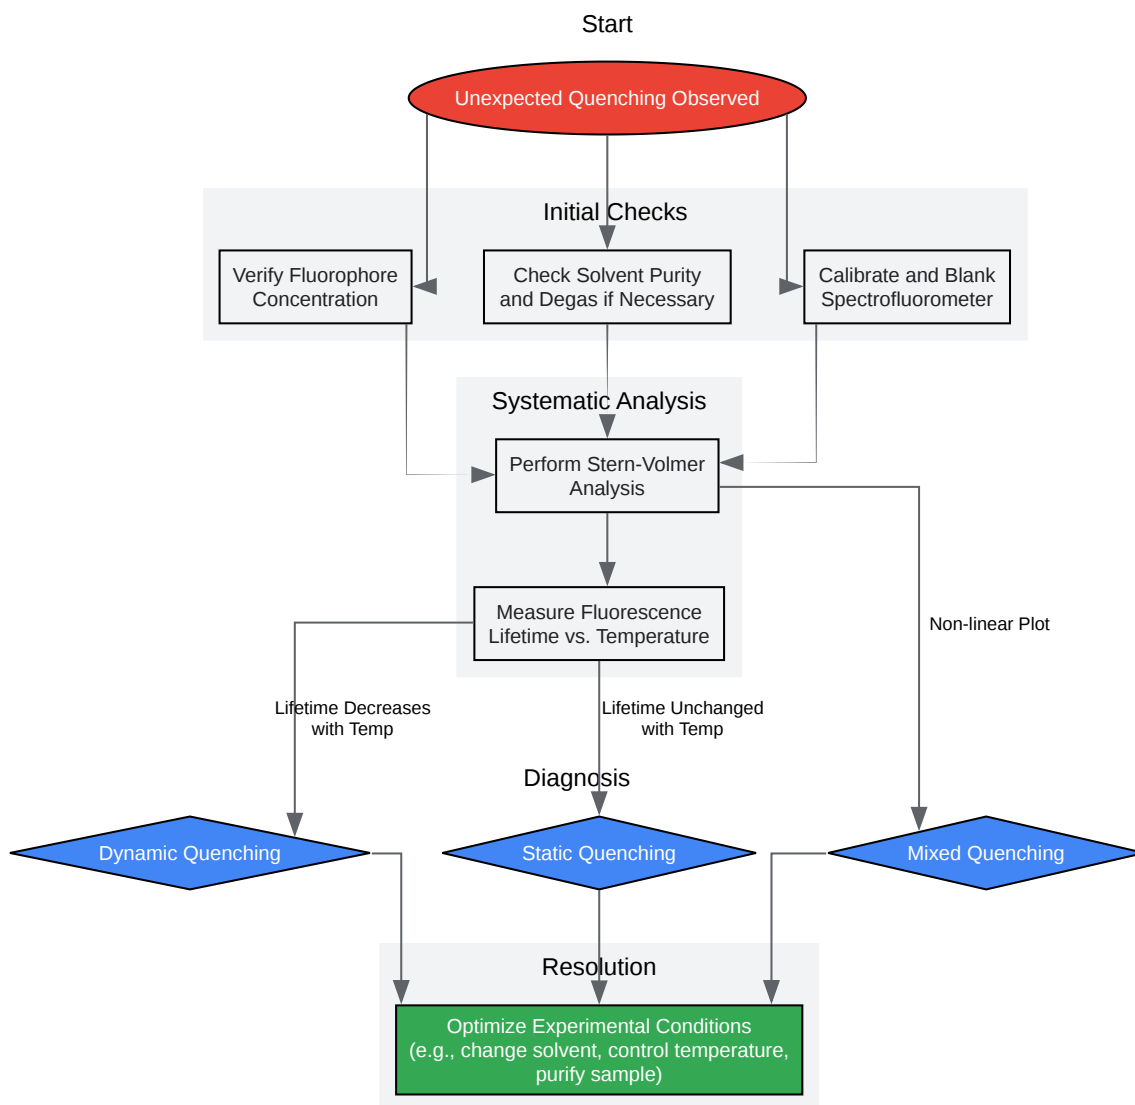 Start
Unexpected Quenching Observed
Initial Checks
Verify Fluorophore
Concentration
Check Solvent Purity
and Degas if Necessary
Calibrate and Blank
Spectrofluorometer
Systematic Analysis
Perform Stern-Volmer
Analysis
Measure Fluorescence
Lifetime vs. Temperature
Non-linear Plot
Lifetime Decreases
with Temp
Lifetime Unchanged
with Temp
Diagnosis
Dynamic Quenching
Static Quenching
Mixed Quenching
Resolution
Optimize Experimental Conditions
(e.g., change solvent, control temperature,
purify sample)